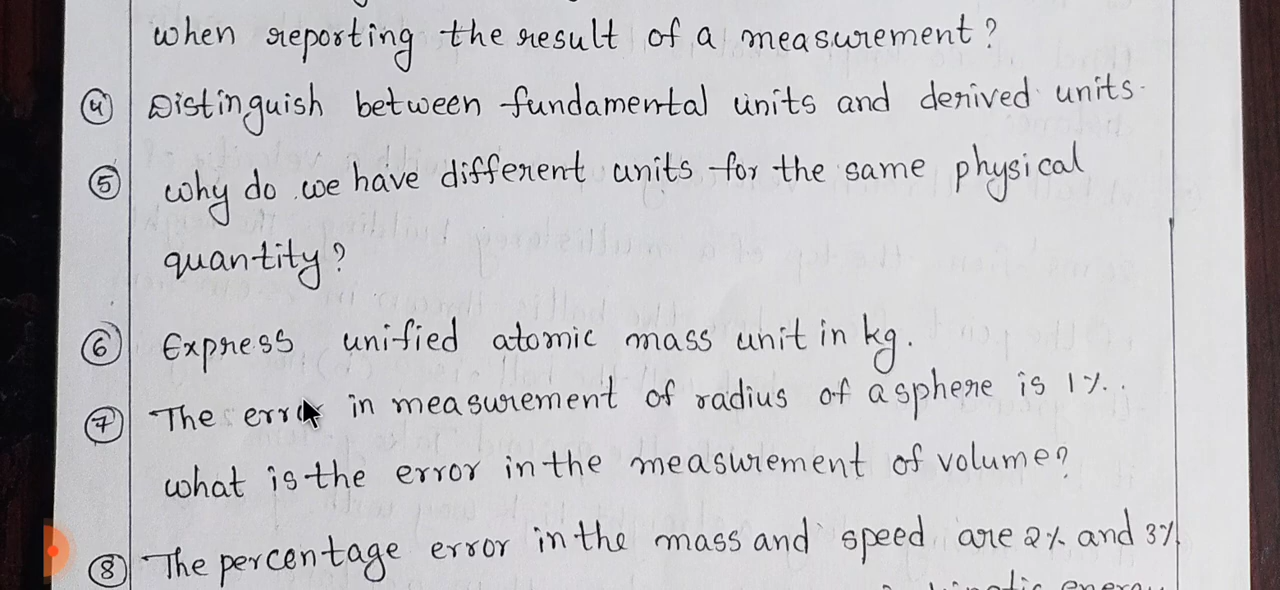 when reporting the result of a measurement?
④ Distinguish between fundamental units and derived units.
⑤ why do we have different units for the same physical
quantity?
⑥ Express unified atomic mass unit in kg.
⑦ The error in measurement of radius of a sphere is 1%.
what is the error in the measurement of volume?
⑧ The percentage error in the mass and speed are 2% and 3%
kinetic energy